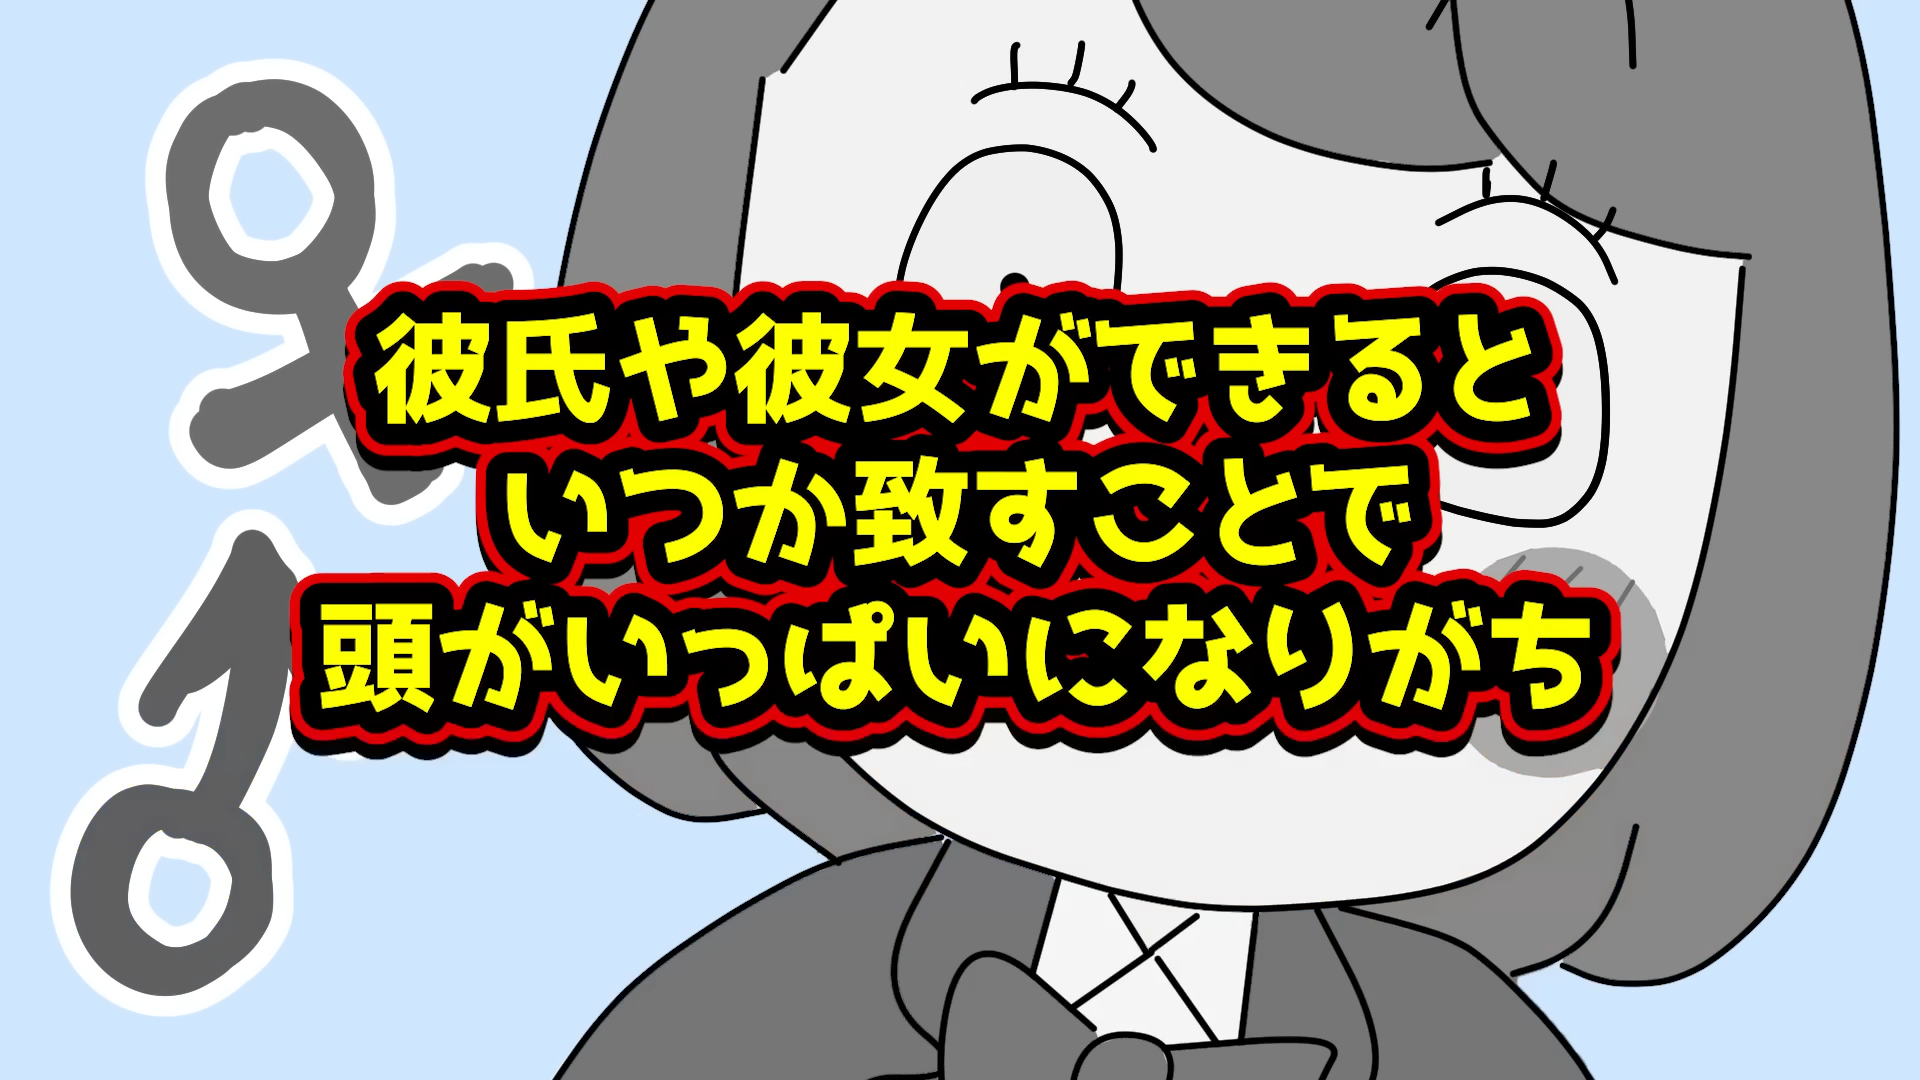 彼氏や彼女ができると
いつか致すことで
頭がいっぱいになりがち